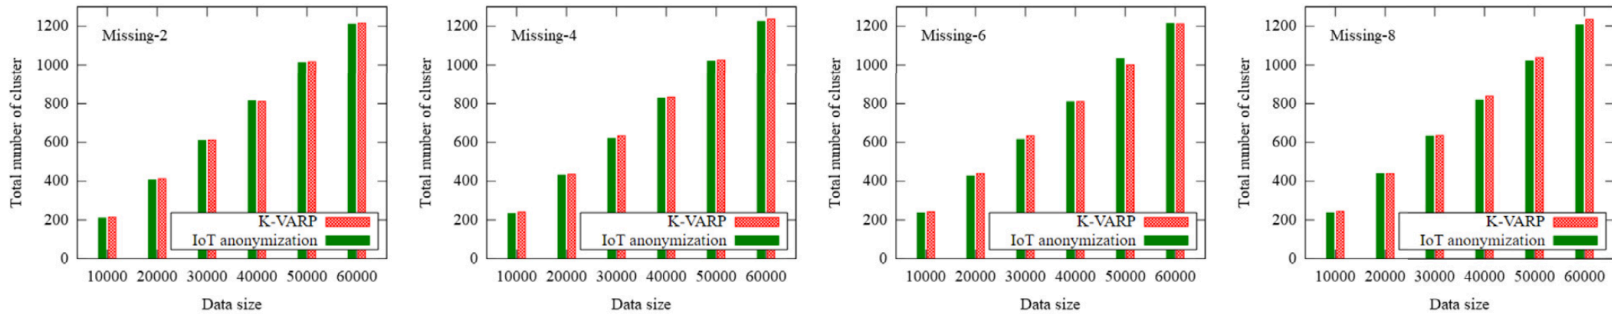 Missing-2
Total number of cluster
1200
1000
800
600
400
200
0
K-VARP
IoT anonymization
10000 20000 30000 40000 50000 60000
Data size
Missing-4
Total number of cluster
1200
1000
800
600
400
200
0
K-VARP
IoT anonymization
10000 20000 30000 40000 50000 60000
Data size
Missing-6
Total number of cluster
1200
1000
800
600
400
200
0
K-VARP
IoT anonymization
10000 20000 30000 40000 50000 60000
Data size
Missing-8
Total number of cluster
1200
1000
800
600
400
200
0
K-VARP
IoT anonymization
10000 20000 30000 40000 50000 60000
Data size